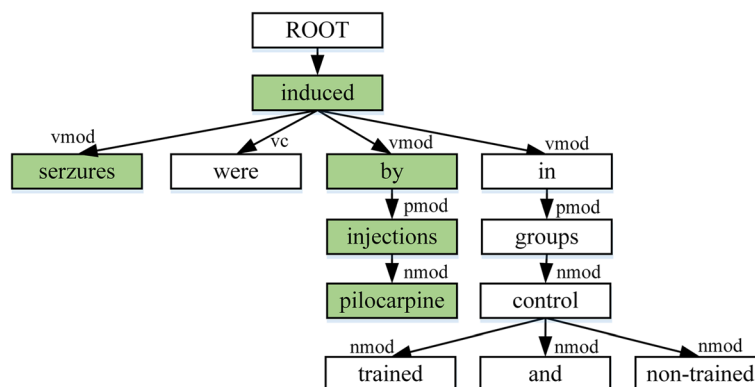 ROOT
induced
vmod vc vmod vmod
serzures were by in
pmod pmod
injections groups
nmod nmod
pilocarpine control
nmod nmod nmod
trained and non-trained